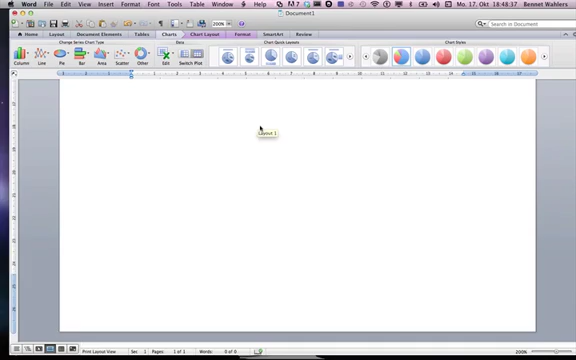 Word File Edit View Insert Format Font Tools Table Window Help Mo. 17. Okt 18:48:37 Bennet Wahlers
Document1
200% Search in Document
Home Layout Document Elements Tables Charts Chart Layout Format SmartArt Review
Change Series Chart Type Data Chart Quick Layouts Chart Styles
Column Line Pie Bar Area Scatter Other Edit Switch Plot
Layout 1
Print Layout View Sec 1 Pages: 1 of 1 Words: 0 of 0 200%